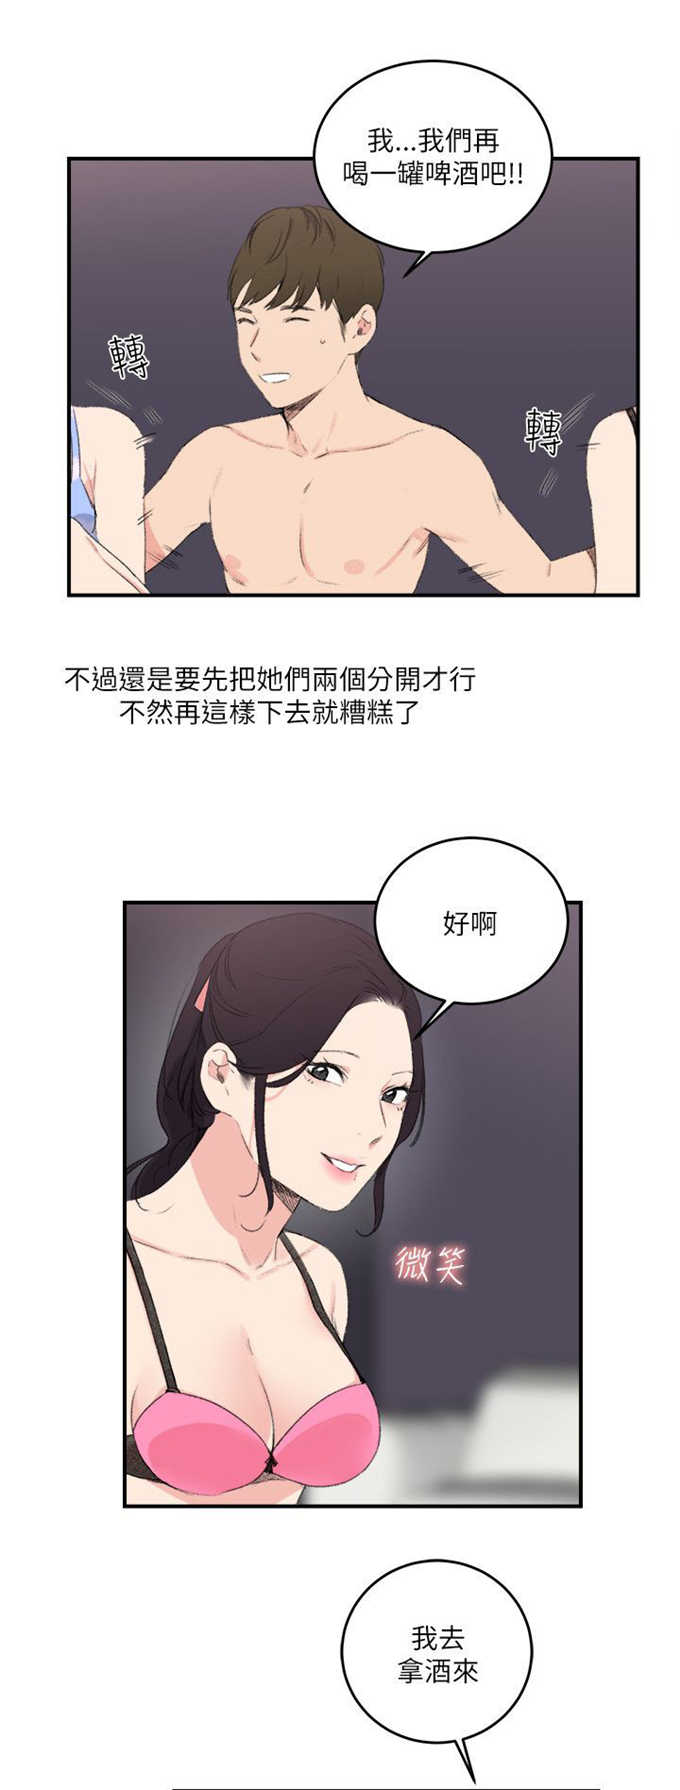 我...我們再
喝一罐啤酒吧!!
轉
轉
不過還是要先把她們兩個分開才行
不然再這樣下去就糟糕了
好啊
微笑
我去
拿酒來